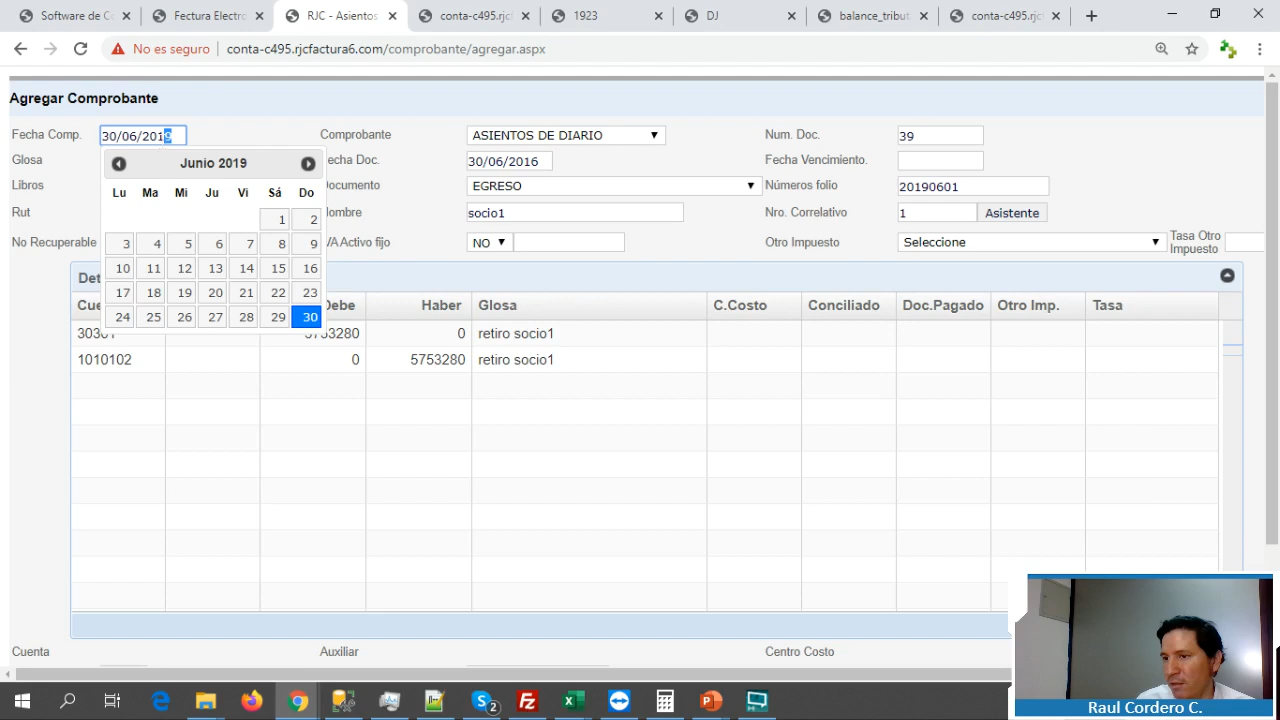 Software de C
Fectura Electro
RJC - Asientos
conta-c495.rjc
1923
DJ
balance_tribut
conta-c495.rjc
No es seguro
conta-c495.rjcfactura6.com/comprobante/agregar.aspx
Agregar Comprobante
Fecha Comp. 30/06/2019 Comprobante ASIENTOS DE DIARIO Num. Doc. 39
Glosa echa Doc. 30/06/2016 Fecha Vencimiento.
Libros ocumento EGRESO Números folio 20190601
Rut ombre socio1 Nro. Correlativo 1 Asistente
No Recuperable VA Activo fijo NO Otro Impuesto Seleccione Tasa Otro Impuesto
Junio 2019
Lu Ma Mi Ju Vi Sá Do
1 2
3 4 5 6 7 8 9
10 11 12 13 14 15 16
17 18 19 20 21 22 23
24 25 26 27 28 29 30
Det
Cue Debe Haber Glosa C.Costo Conciliado Doc.Pagado Otro Imp. Tasa
30301 5753280 0 retiro socio1
1010102 0 5753280 retiro socio1
Cuenta Auxiliar Centro Costo
2
Raul Cordero C.